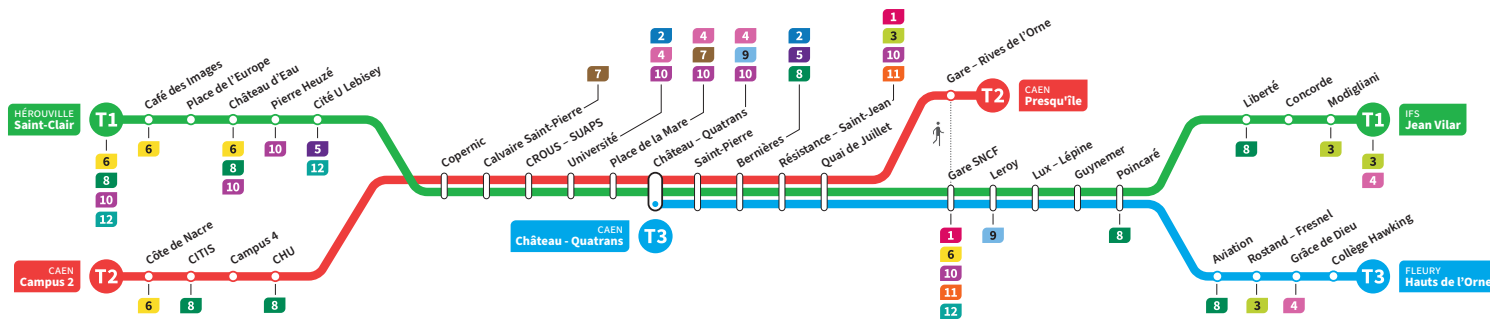 HÉROUVILLE
Saint-Clair
T1
6
8
10
12
Café des Images
6
Place de l'Europe
Château d'Eau
6
8
10
Pierre Heuzé
10
Cité U Lebisey
5
12
CAEN
Campus 2
T2
Côte de Nacre
6
CITIS
8
Campus 4
CHU
8
Copernic
7
Calvaire Saint-Pierre
CROUS – SUAPS
2
4
10
Université
4
7
10
Place de la Mare
4
9
10
Château – Quatrans
CAEN
Château - Quatrans
T3
Saint-Pierre
2
5
8
Bernières
1
3
10
11
Résistance – Saint-Jean
Quai de Juillet
Gare – Rives de l'Orne
T2
CAEN
Presqu'île
Gare SNCF
1
6
10
11
12
Leroy
9
Lux – Lépine
Guynemer
Poincaré
8
Liberté
8
Concorde
Modigliani
3
T1
IFS
Jean Vilar
3
4
Aviation
8
Rostand – Fresnel
3
Grâce de Dieu
4
Collège Hawking
T3
FLEURY
Hauts de l'Orne